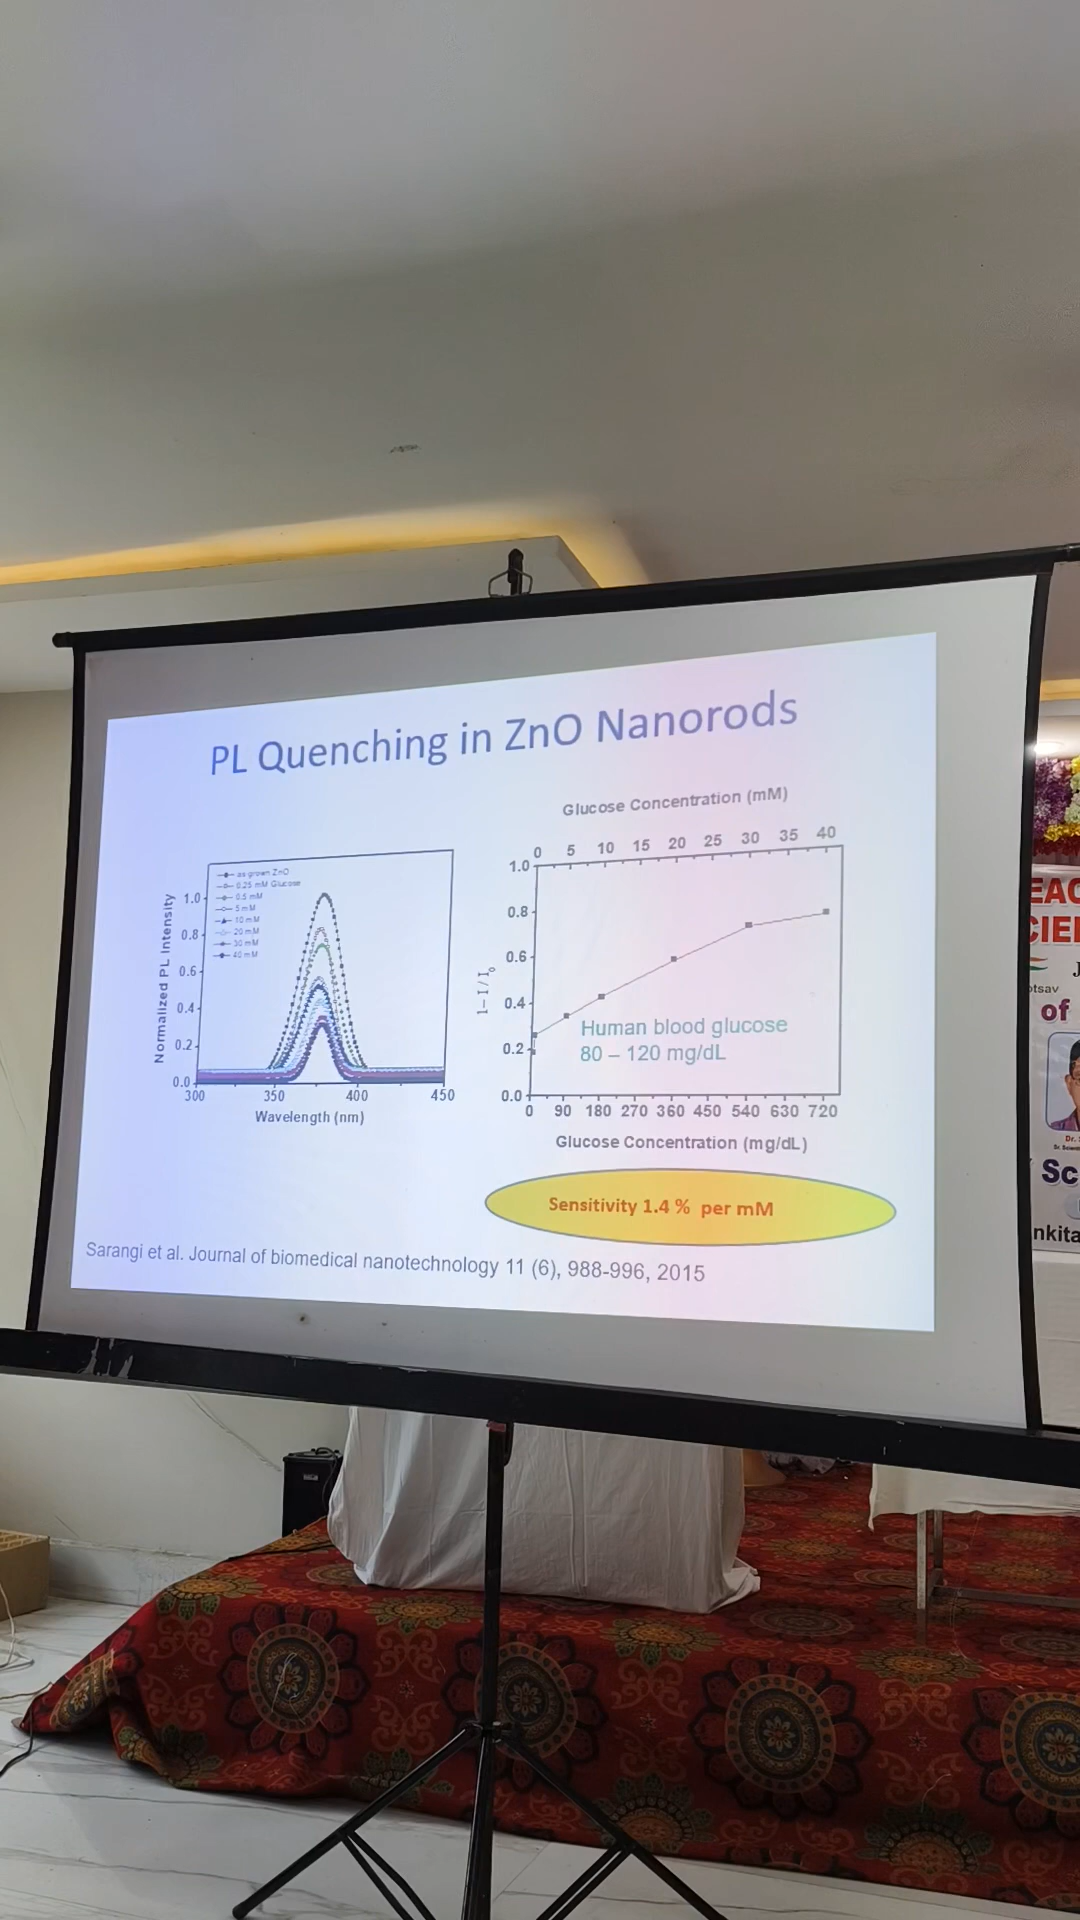 PL Quenching in ZnO Nanorods
Normalized PL Intensity
1.0
0.8
0.6
0.4
0.2
0.0
as grown ZnO
0.25 mM Glucose
0.5 mM
5 mM
10 mM
20 mM
30 mM
40 mM
300 350 400 450
Wavelength (nm)
Glucose Concentration (mM)
0 5 10 15 20 25 30 35 40
1- I / I₀
1.0
0.8
0.6
0.4
0.2
0.0
Human blood glucose
80 – 120 mg/dL
0 90 180 270 360 450 540 630 720
Glucose Concentration (mg/dL)
Sensitivity 1.4 % per mM
Sarangi et al. Journal of biomedical nanotechnology 11 (6), 988-996, 2015
of
Dr.
Sc